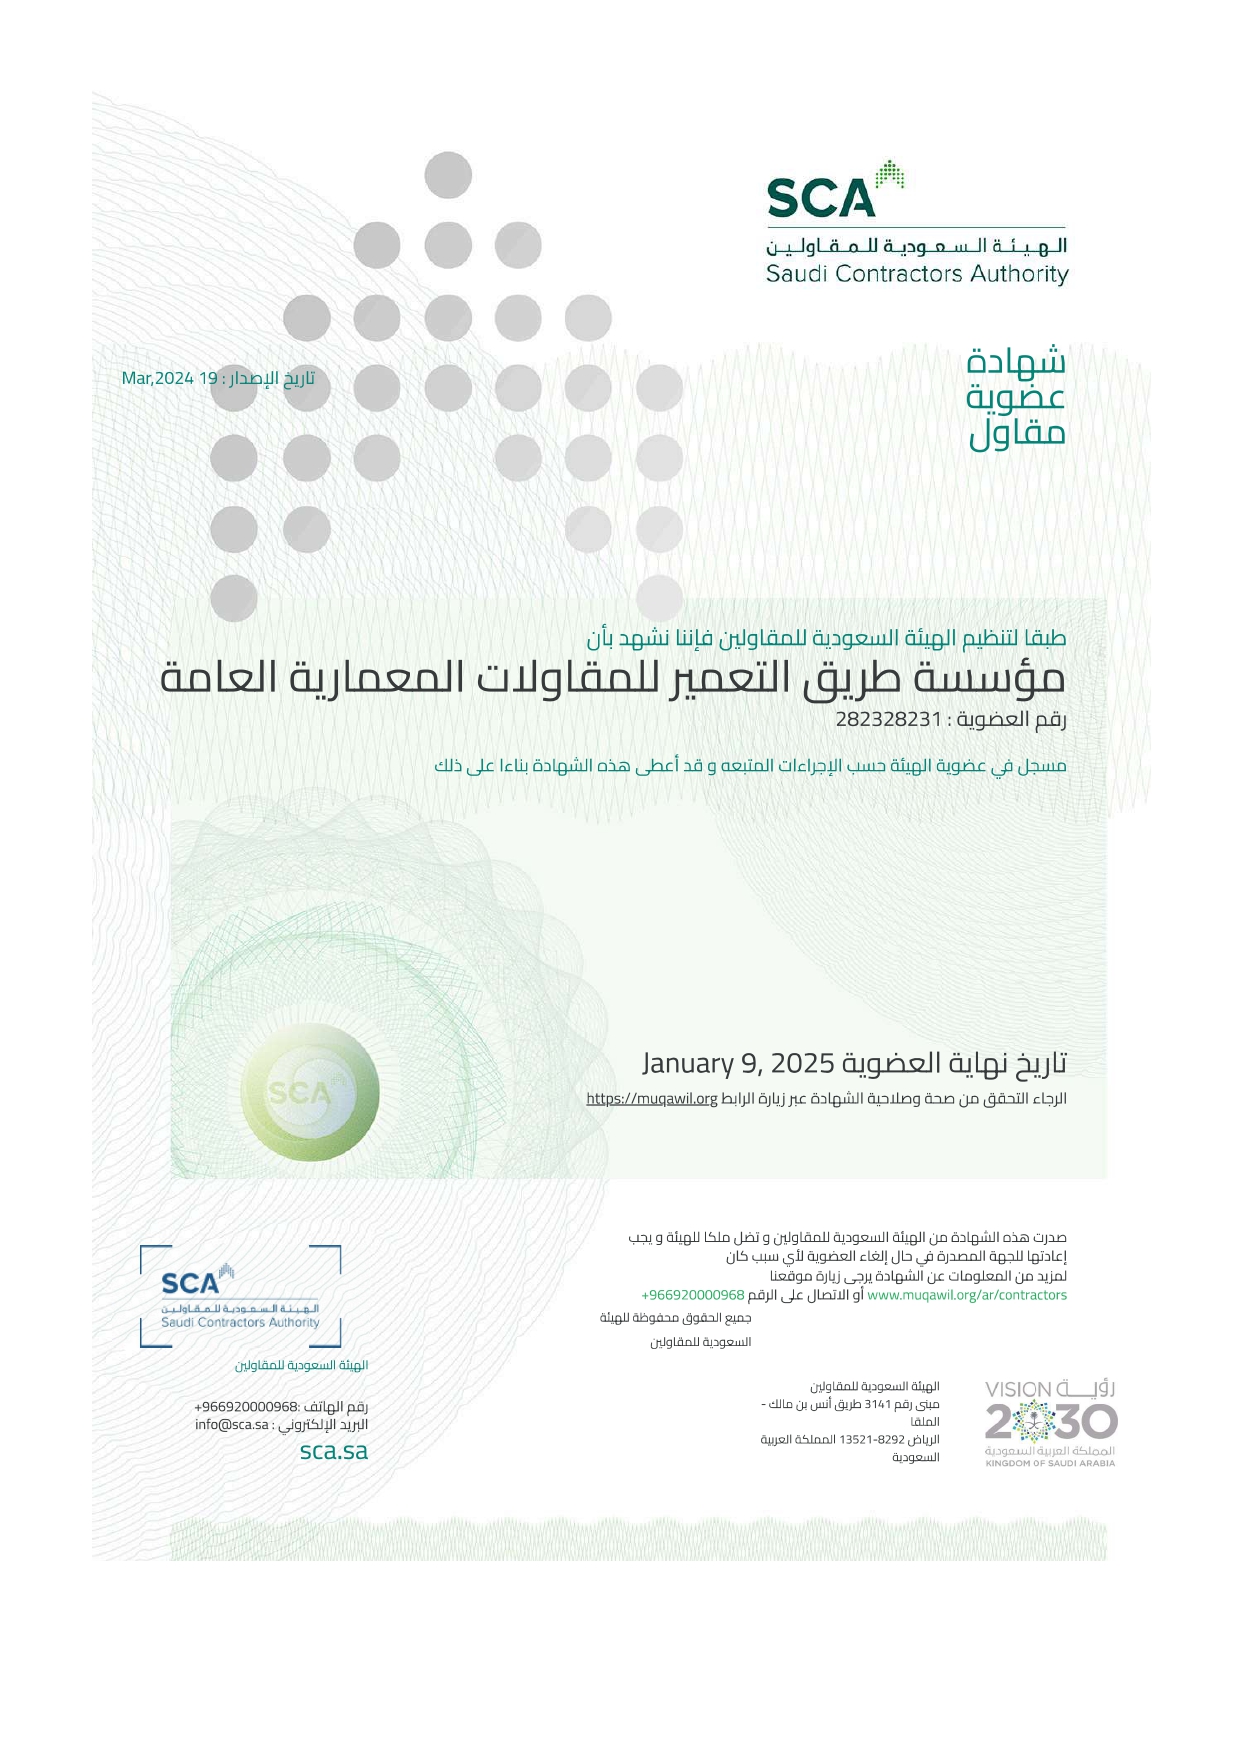 SCA
الهيئة السعودية للمقاولين
Saudi Contractors Authority
شهادة
عضوية
مقاول
تاريخ الإصدار : 19 Mar,2024
طبقا لتنظيم الهيئة السعودية للمقاولين فإننا نشهد بأن
مؤسسة طريق التعمير للمقاولات المعمارية العامة
رقم العضوية : 282328231
مسجل في عضوية الهيئة حسب الإجراءات المتبعه و قد أعطى هذه الشهادة بناءا على ذلك
تاريخ نهاية العضوية January 9, 2025
الرجاء التحقق من صحة وصلاحية الشهادة عبر زيارة الرابط https://muqawil.org
SCA
صدرت هذه الشهادة من الهيئة السعودية للمقاولين و تضل ملكا للهيئة و يجب
إعادتها للجهة المصدرة في حال إلغاء العضوية لأي سبب كان
لمزيد من المعلومات عن الشهادة يرجى زيارة موقعنا
www.muqawil.org/ar/contractors أو الاتصال على الرقم 966920000968+
جميع الحقوق محفوظة للهيئة
السعودية للمقاولين
SCA
الهيئة السعودية للمقاولين
Saudi Contractors Authority
الهيئة السعودية للمقاولين
رقم الهاتف :966920000968+
البريد الإلكتروني : info@sca.sa
sca.sa
الهيئة السعودية للمقاولين
مبنى رقم 3141 طريق أنس بن مالك -
الملقا
الرياض 8292-13521 المملكة العربية
السعودية
VISION رؤيــة
2030
المملكة العربية السعودية
KINGDOM OF SAUDI ARABIA